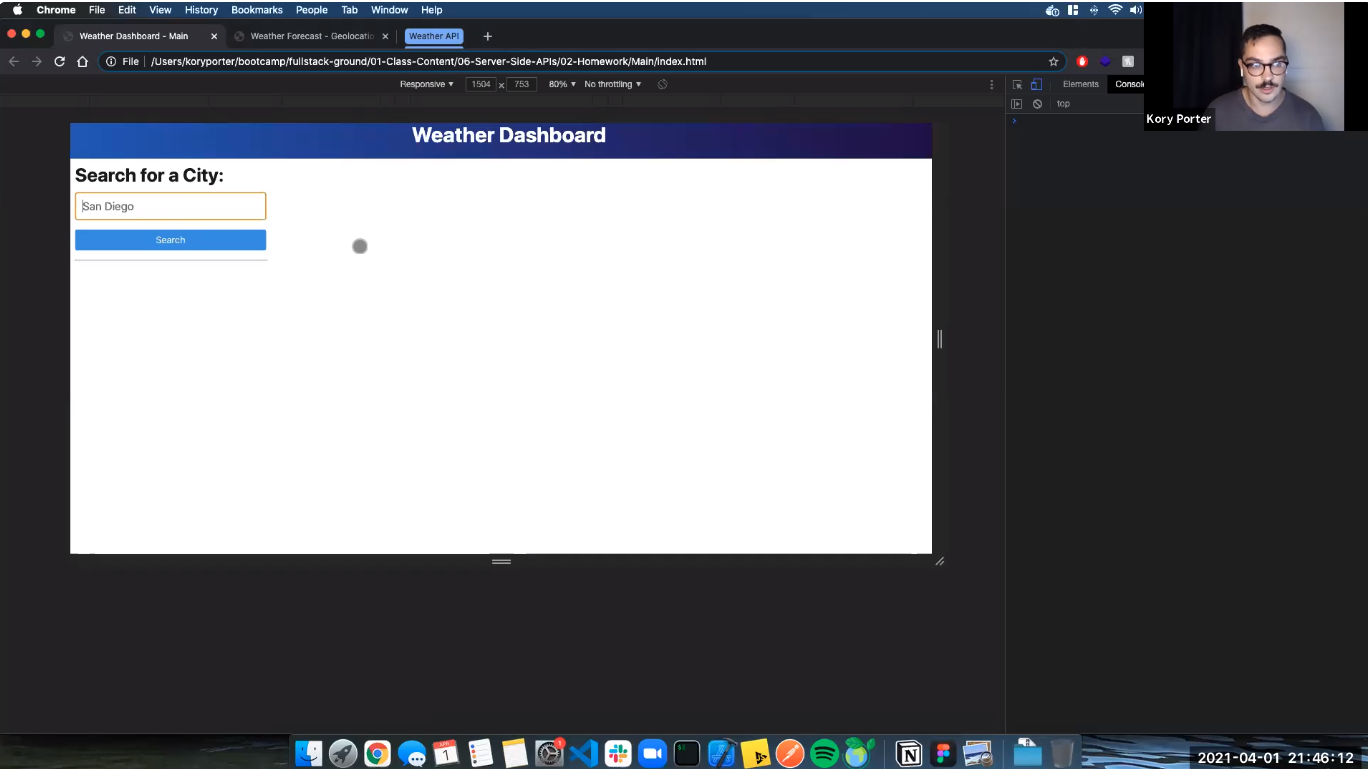 Chrome File Edit View History Bookmarks People Tab Window Help
Weather Dashboard - Main
Weather Forecast - Geolocatio
Weather API
File /Users/koryporter/bootcamp/fullstack-ground/01-Class-Content/06-Server-Side-APIs/02-Homework/Main/index.html
Responsive 1504 x 753 80% No throttling
Elements Console
top
Kory Porter
Weather Dashboard
Search for a City:
San Diego
Search
APR
1
1
2021-04-01 21:46:12